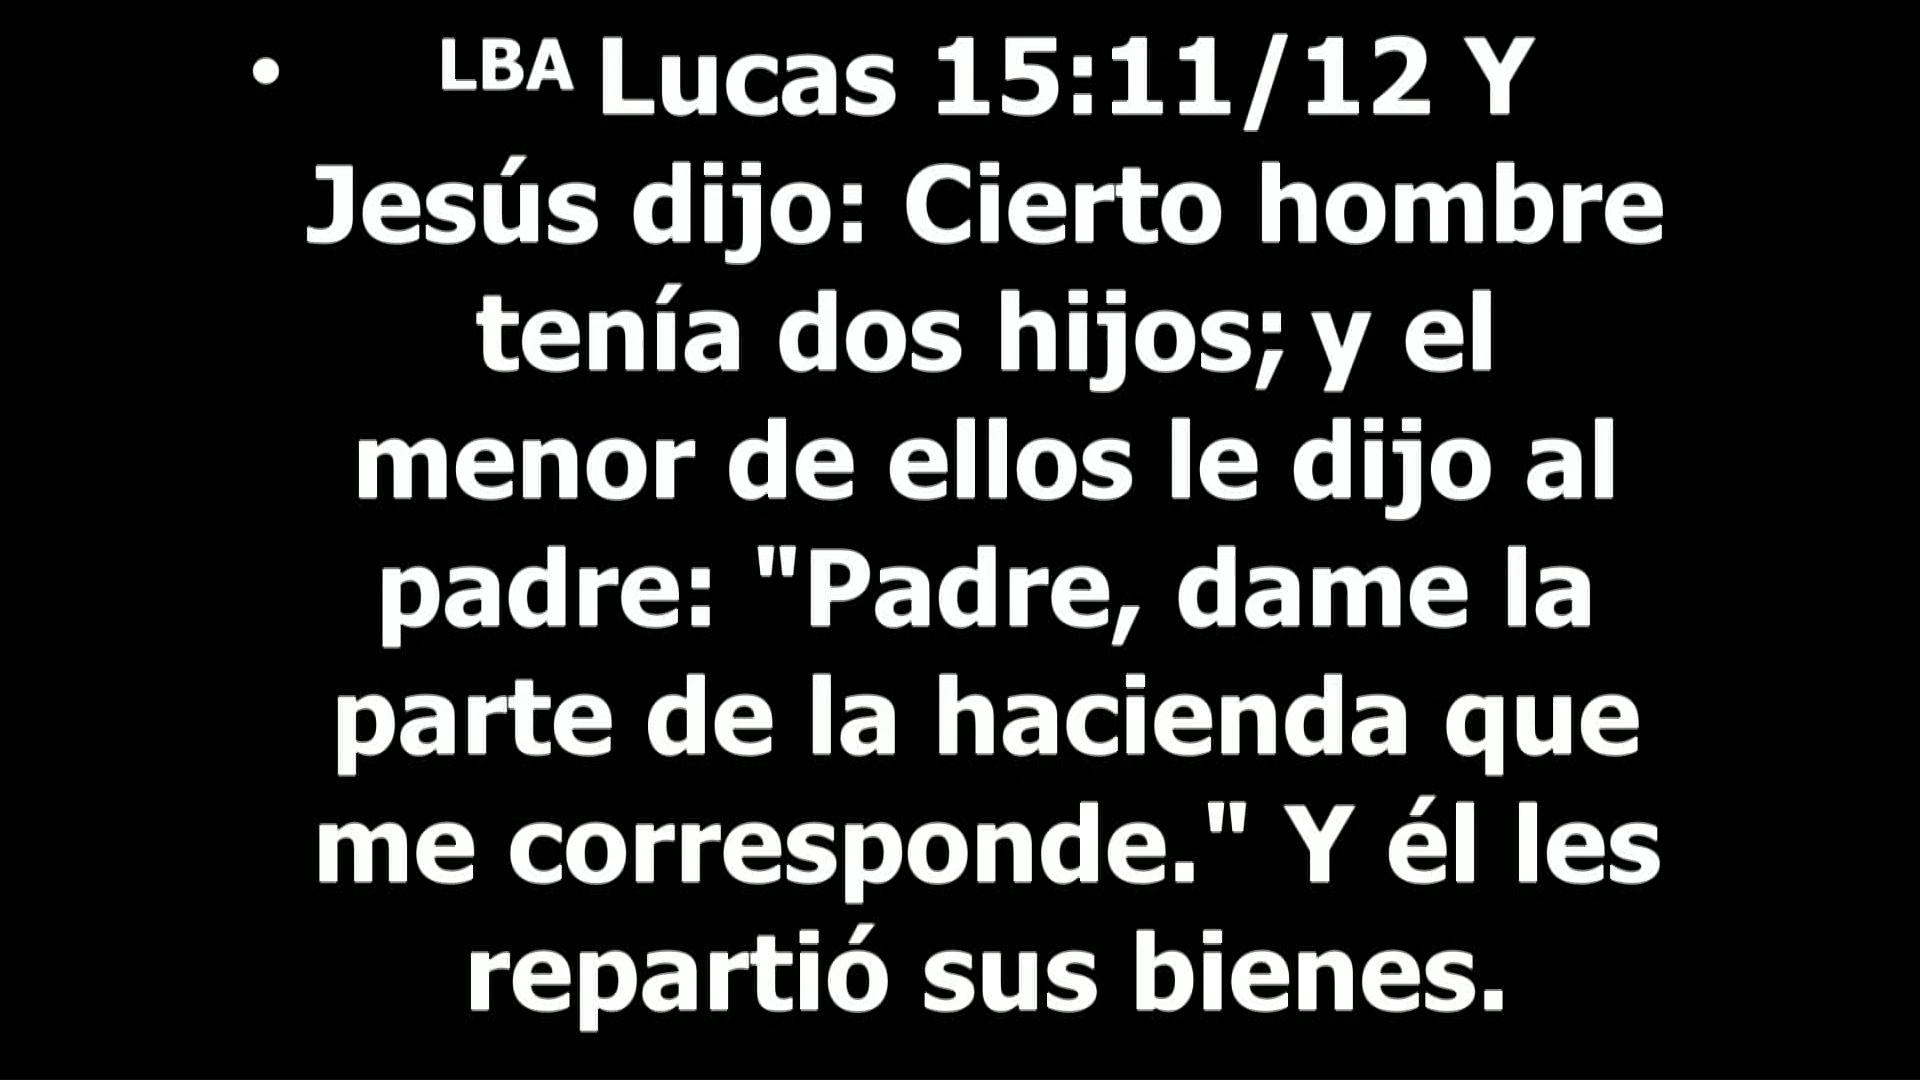 • LBA Lucas 15:11/12 Y
Jesús dijo: Cierto hombre
tenía dos hijos; y el
menor de ellos le dijo al
padre: "Padre, dame la
parte de la hacienda que
me corresponde." Y él les
repartió sus bienes.